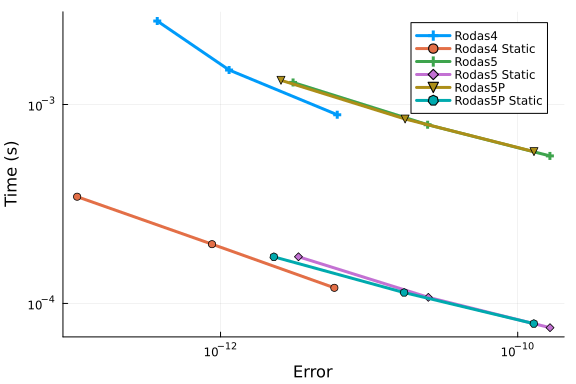 Rodas4
Rodas4 Static
Rodas5
Rodas5 Static
Rodas5P
Rodas5P Static
Time (s)
10⁻³
10⁻⁴
10⁻¹²
10⁻¹⁰
Error